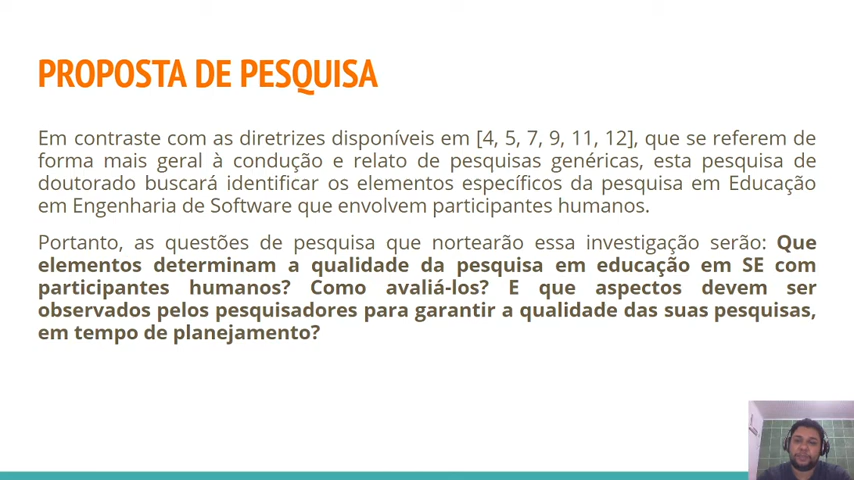 PROPOSTA DE PESQUISA
Em contraste com as diretrizes disponíveis em [4, 5, 7, 9, 11, 12], que se referem de
forma mais geral à condução e relato de pesquisas genéricas, esta pesquisa de
doutorado buscará identificar os elementos específicos da pesquisa em Educação
em Engenharia de Software que envolvem participantes humanos.
Portanto, as questões de pesquisa que nortearão essa investigação serão: Que
elementos determinam a qualidade da pesquisa em educação em SE com
participantes humanos? Como avaliá-los? E que aspectos devem ser
observados pelos pesquisadores para garantir a qualidade das suas pesquisas,
em tempo de planejamento?